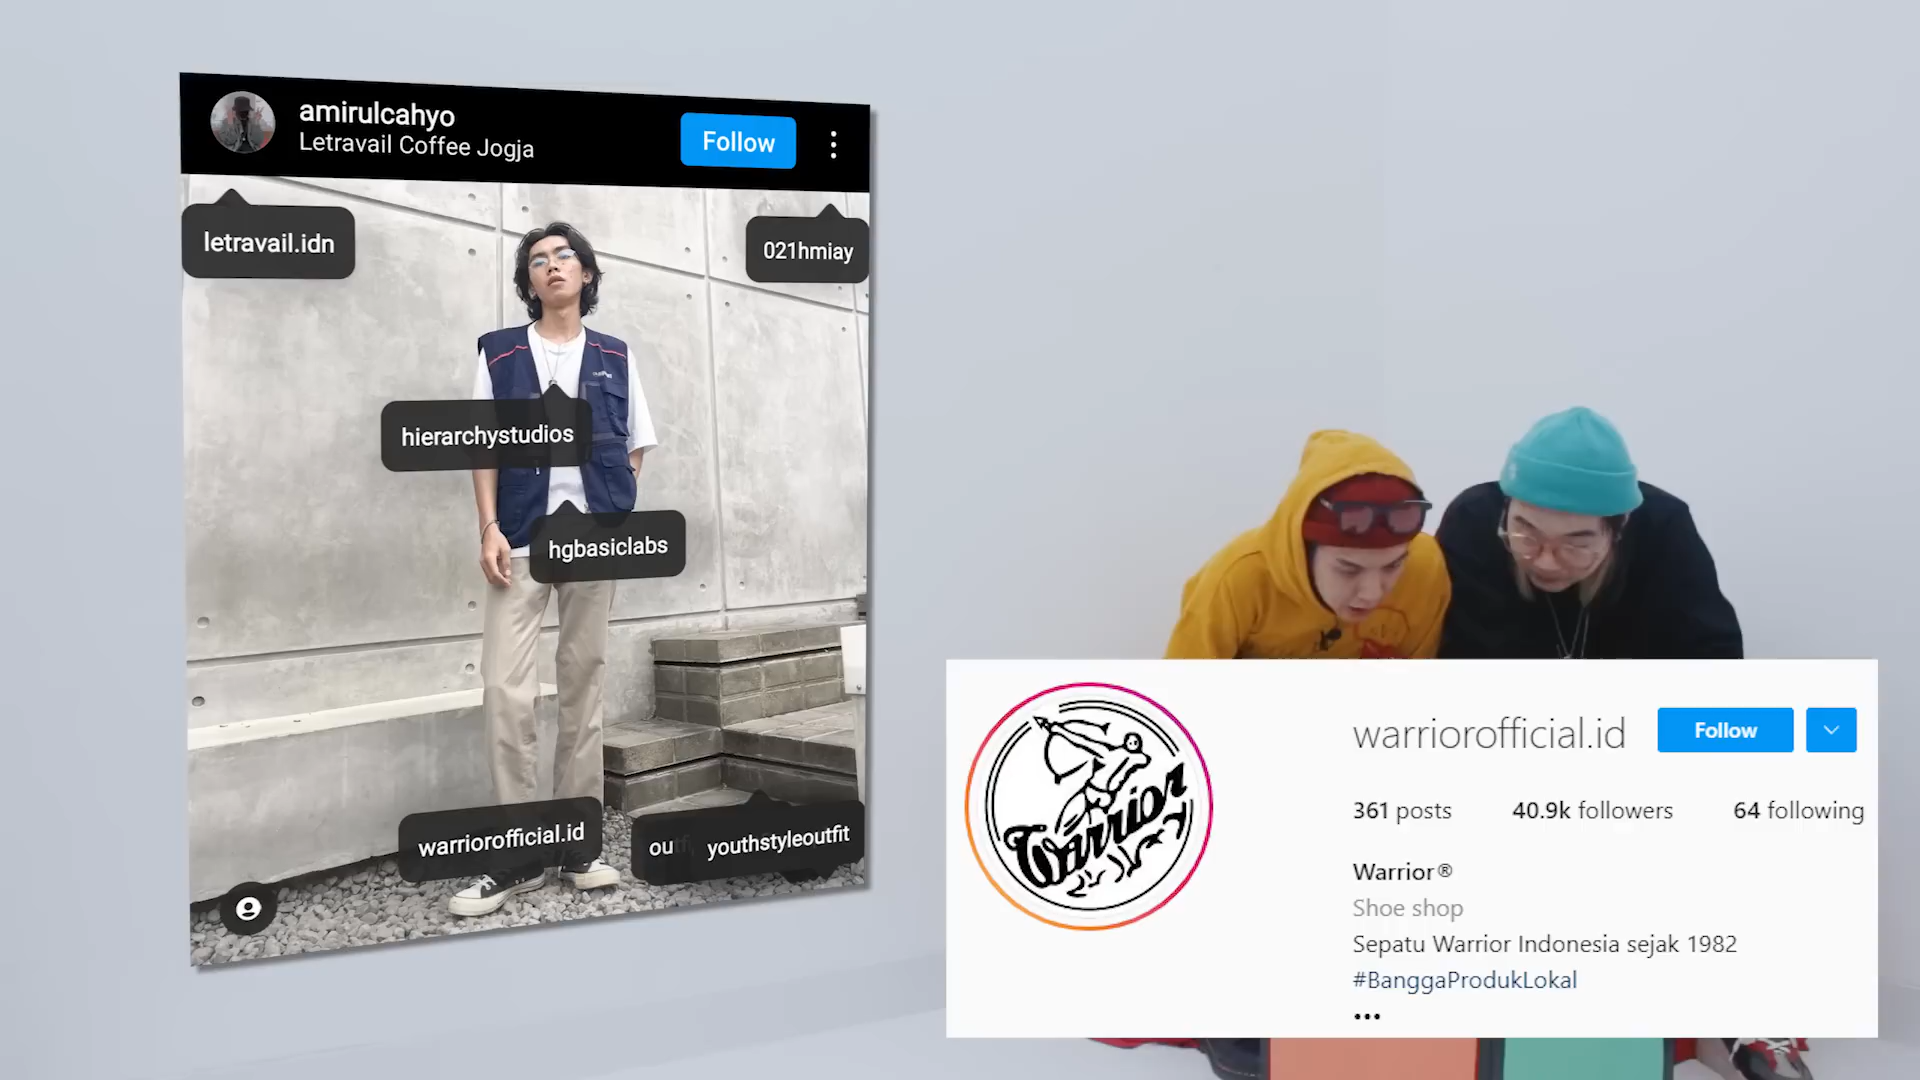 amirulcahyo
Letravail Coffee Jogja
Follow
letravail.idn
021hmiay
hierarchystudios
hgbasiclabs
warriorofficial.id
youthstyleoutfit
Warrior
warriorofficial.id
Follow
361 posts
40.9k followers
64 following
Warrior®
Shoe shop
Sepatu Warrior Indonesia sejak 1982
#BanggaProdukLokal
•••